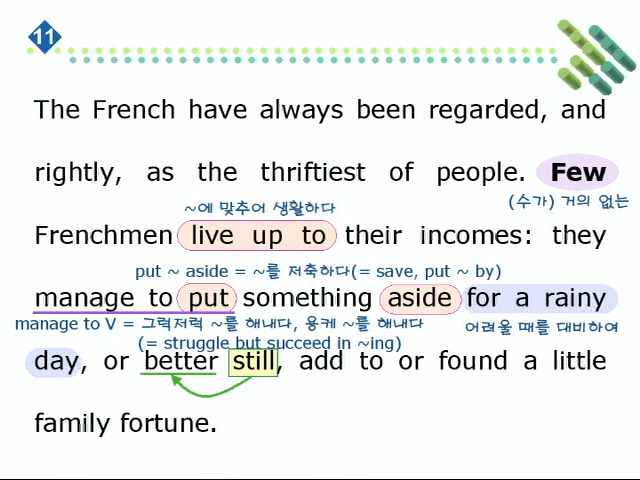 11
The French have always been regarded, and
rightly, as the thriftiest of people. Few
~에 맞추어 생활하다
(수가) 거의 없는
Frenchmen live up to their incomes: they
put ~ aside = ~를 저축하다(= save, put ~ by)
manage to put something aside for a rainy
manage to V = 그럭저럭 ~를 해내다, 용케 ~를 해내다
어려울 때를 대비하여
(= struggle but succeed in ~ing)
day, or better still, add to or found a little
family fortune.